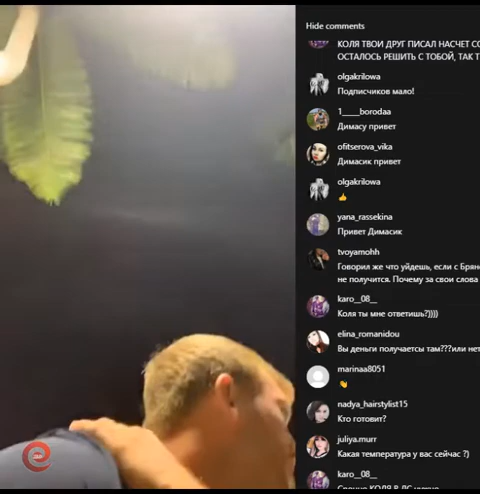 Hide comments
КОЛЯ ТВОИ ДРУГ ПИСАЛ НАСЧЕТ
ОСТАЛОСЬ РЕШИТЬ С ТОБОЙ, ТАК
olgakrilowa
Подписчиков мало!
1____borodaa
Димасу привет
ofitserova_vika
Димасик привет
olgakrilowa
yana_rassekina
Привет Димасик
tvoyamohh
Говорил же что уйдешь, если с
не получится. Почему за свои слова
karo__08__
Коля ты мне ответишь?))))
elina_romanidou
Вы деньги получаетсы там???или нет
marinaa8051
nadya_hairstylist15
Кто готовит?
juliya.murr
Какая температура у вас сейчас ?)
karo__08__